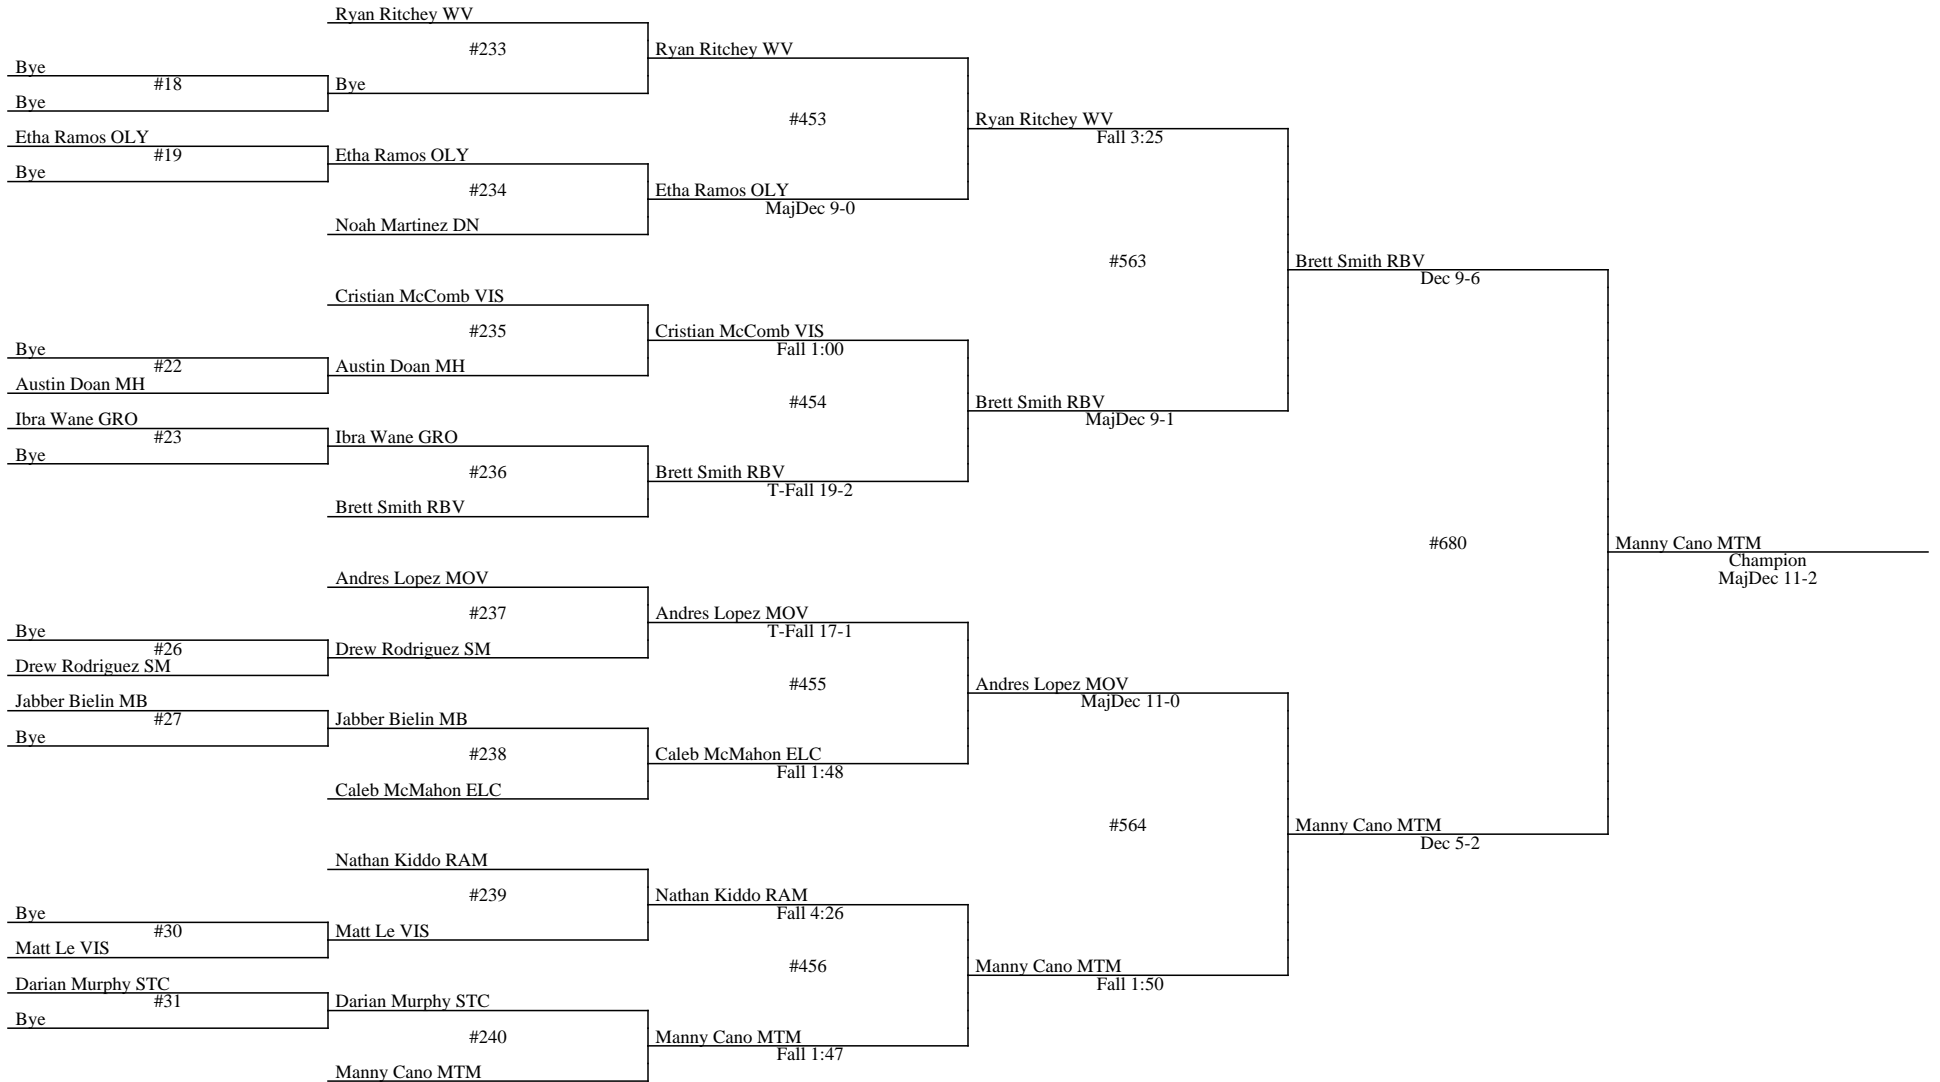 Ryan Ritchey WV
#233
Ryan Ritchey WV
Bye
#18
Bye
Bye
#453
Etha Ramos OLY
Ryan Ritchey WV
Fall 3:25
#19
Etha Ramos OLY
Bye
#234
Etha Ramos OLY
MajDec 9-0
Noah Martinez DN
#563
Brett Smith RBV
Dec 9-6
Cristian McComb VIS
#235
Cristian McComb VIS
Fall 1:00
Bye
#22
Austin Doan MH
Austin Doan MH
#454
Brett Smith RBV
MajDec 9-1
Ibra Wane GRO
#23
Ibra Wane GRO
Bye
#236
Brett Smith RBV
T-Fall 19-2
Brett Smith RBV
#680
Manny Cano MTM
Champion
MajDec 11-2
Andres Lopez MOV
#237
Andres Lopez MOV
T-Fall 17-1
Bye
#26
Drew Rodriguez SM
Drew Rodriguez SM
#455
Andres Lopez MOV
MajDec 11-0
Jabber Bielin MB
#27
Jabber Bielin MB
Bye
#238
Caleb McMahon ELC
Fall 1:48
Caleb McMahon ELC
#564
Manny Cano MTM
Dec 5-2
Nathan Kiddo RAM
#239
Nathan Kiddo RAM
Fall 4:26
Bye
#30
Matt Le VIS
Matt Le VIS
#456
Manny Cano MTM
Fall 1:50
Darian Murphy STC
#31
Darian Murphy STC
Bye
#240
Manny Cano MTM
Fall 1:47
Manny Cano MTM